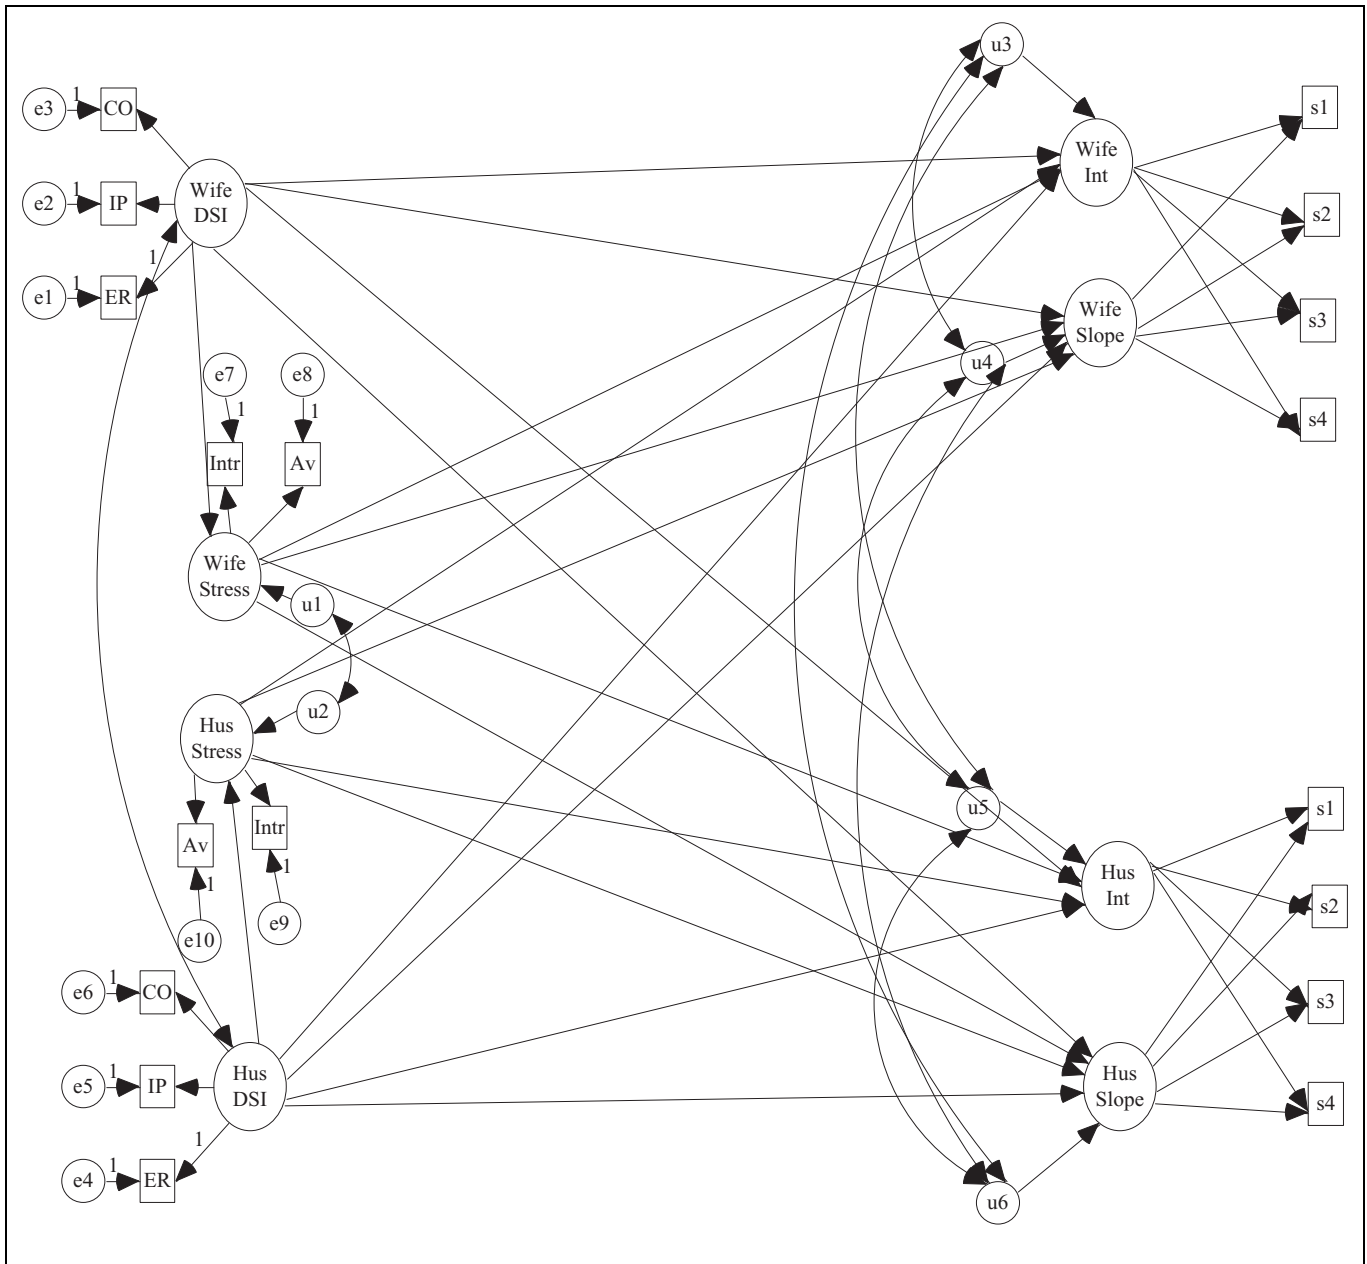 u3
1
e3
CO
s1
Wife
Int
1
e2
IP
Wife
DSI
s2
1
1
e1
ER
Wife
Slope
s3
u4
e7
e8
1
1
s4
Intr
Av
Wife
Stress
u1
u2
Hus
Stress
u5
s1
Intr
Av
1
1
Hus
Int
s2
e9
e10
1
e6
CO
s3
1
e5
IP
Hus
DSI
Hus
Slope
s4
1
1
e4
ER
u6